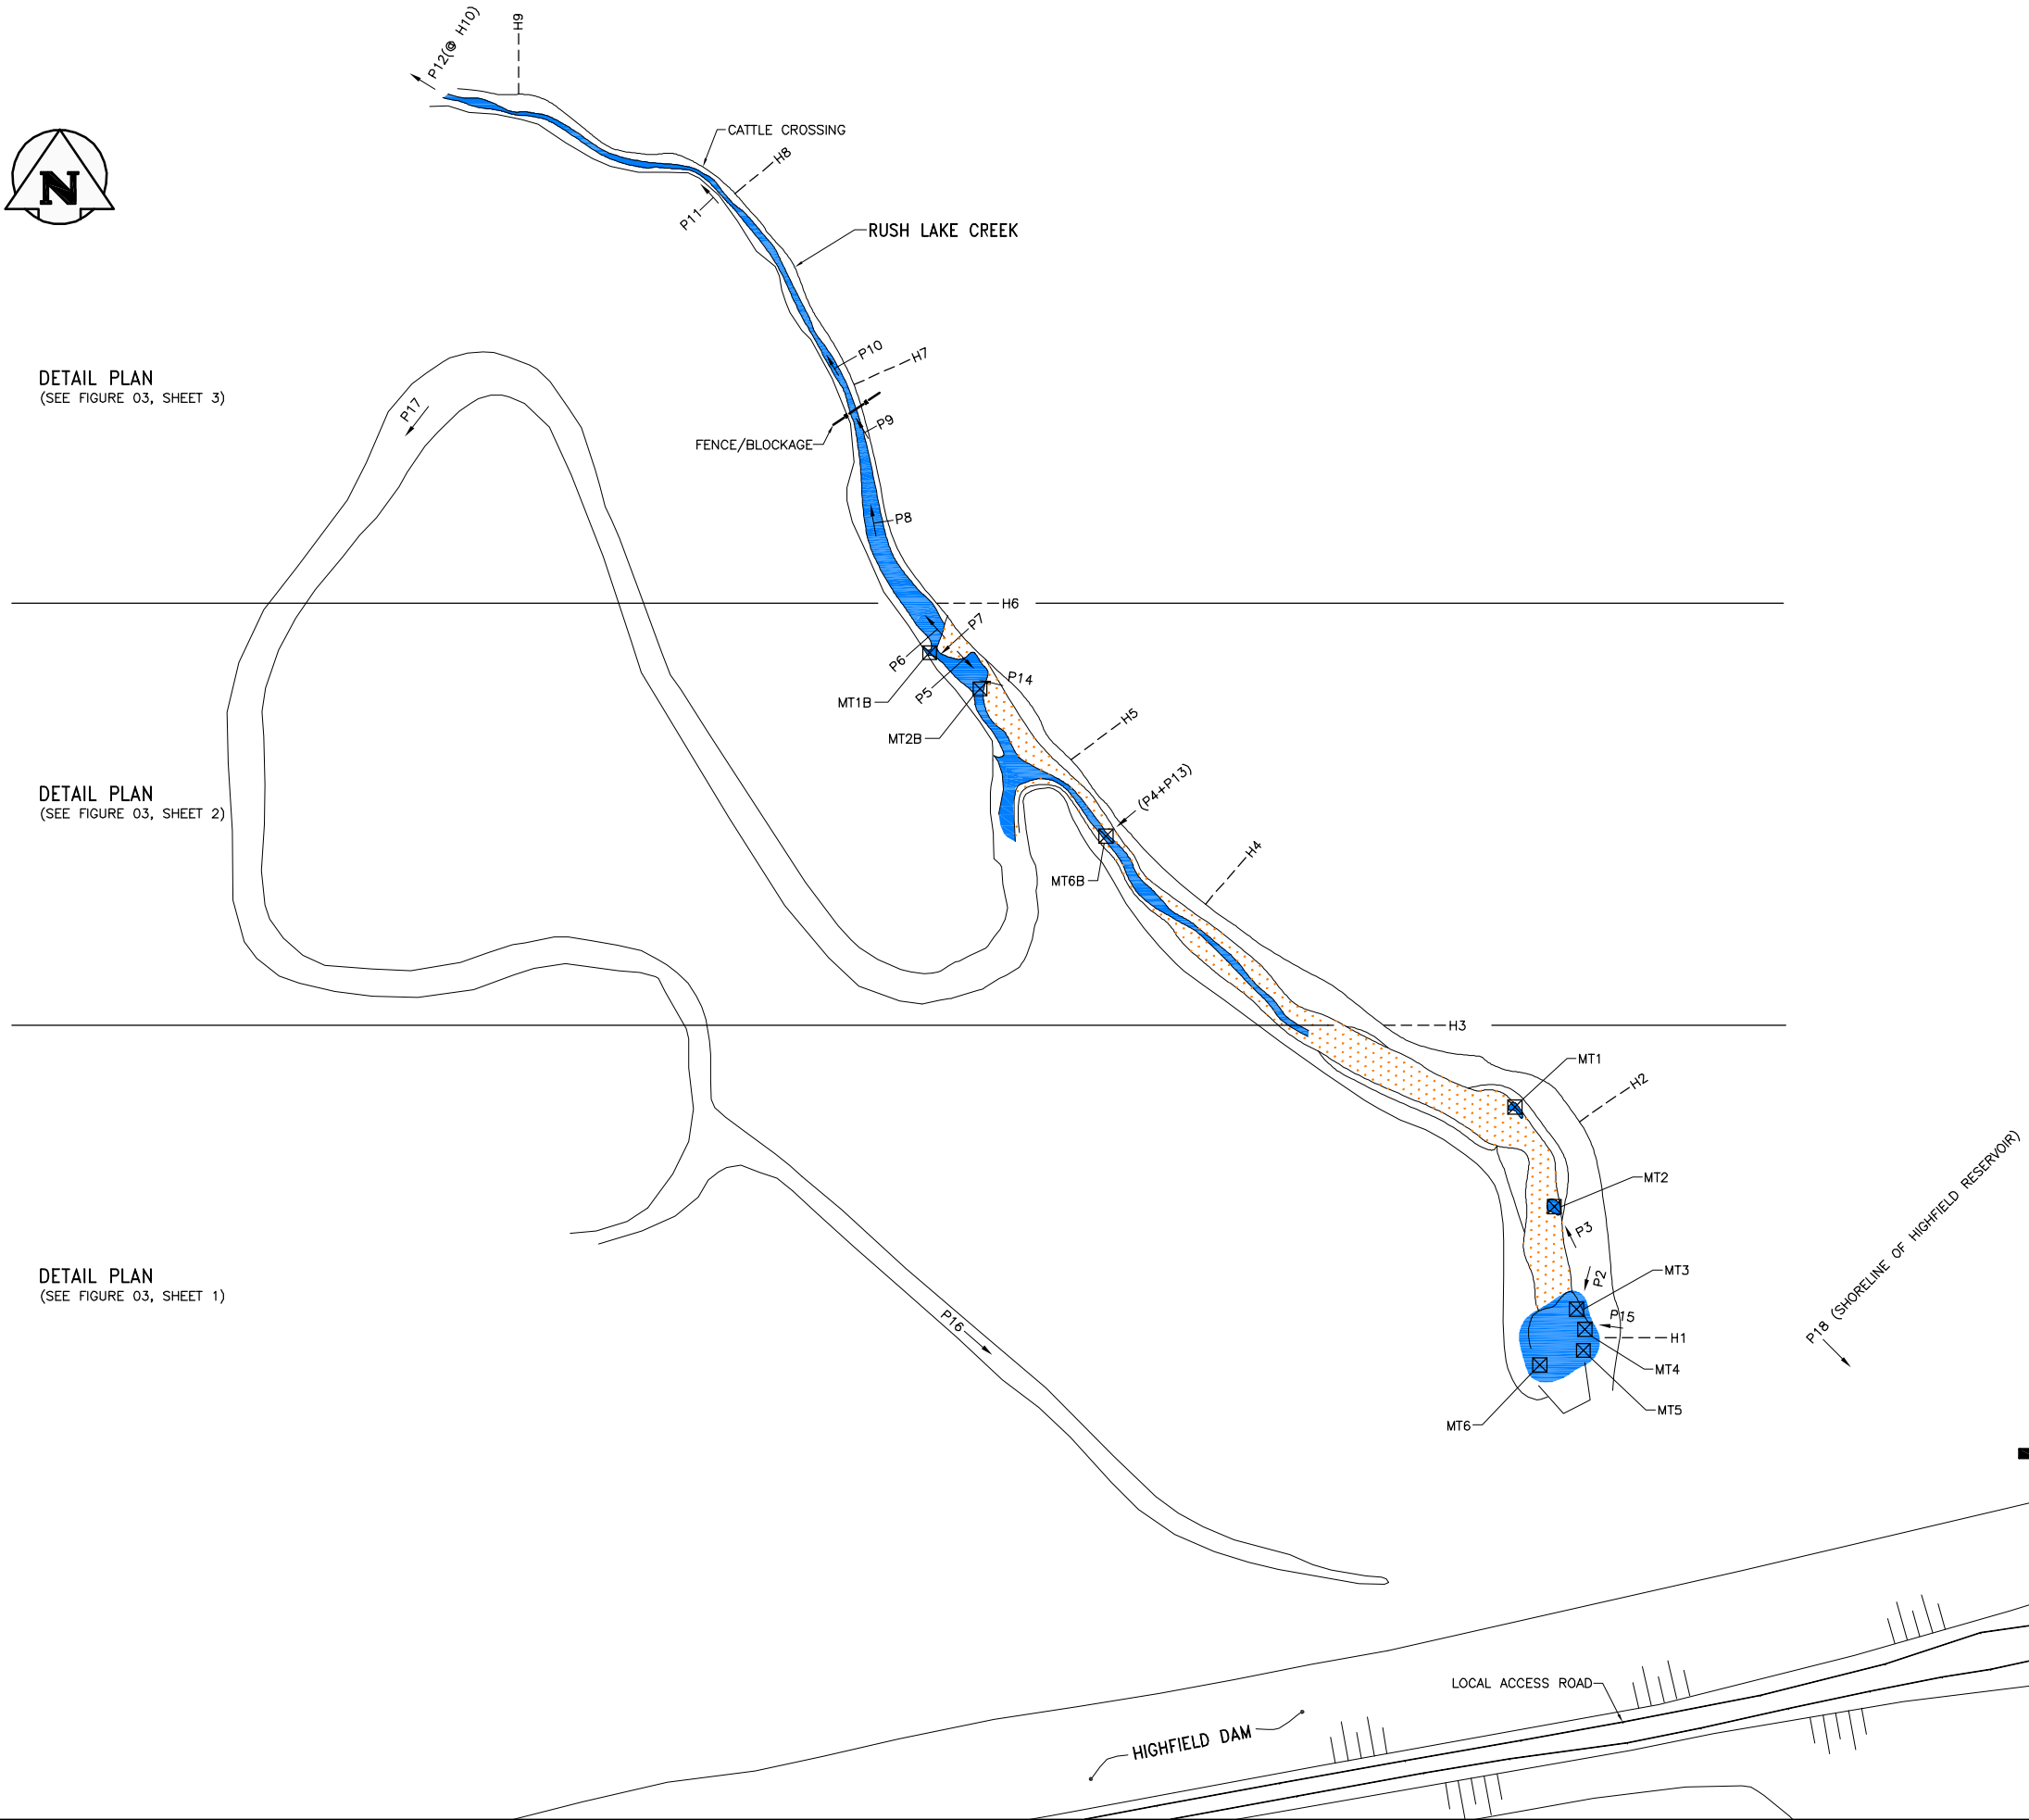 P12(@ H10)
H9
CATTLE CROSSING
H8
N
P11
RUSH LAKE CREEK
P10
H7
DETAIL PLAN
(SEE FIGURE 03, SHEET 3)
P17
P9
FENCE/BLOCKAGE
P8
H6
P7
P6
P5
P14
MT1B
H5
MT2B
(P4+P13)
DETAIL PLAN
(SEE FIGURE 03, SHEET 2)
H4
MT6B
H3
MT1
H2
MT2
P3
P18 (SHORELINE OF HIGHFIELD RESERVOIR)
DETAIL PLAN
(SEE FIGURE 03, SHEET 1)
P2
MT3
P16
P15
H1
MT4
MT5
MT6
LOCAL ACCESS ROAD
HIGHFIELD DAM